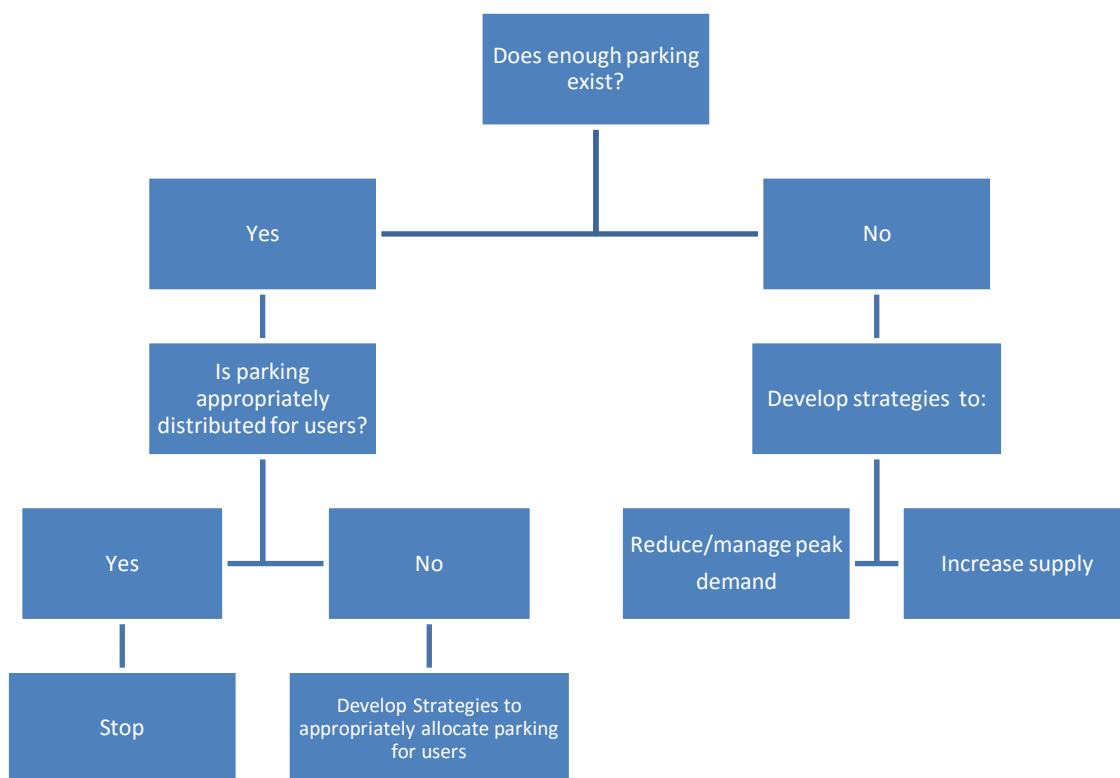 Does enough parking
exist?
Yes
No
Is parking
appropriately
distributed for users?
Develop strategies to:
Yes
No
Reduce/manage peak
demand
Increase supply
Stop
Develop Strategies to
appropriately allocate parking
for users